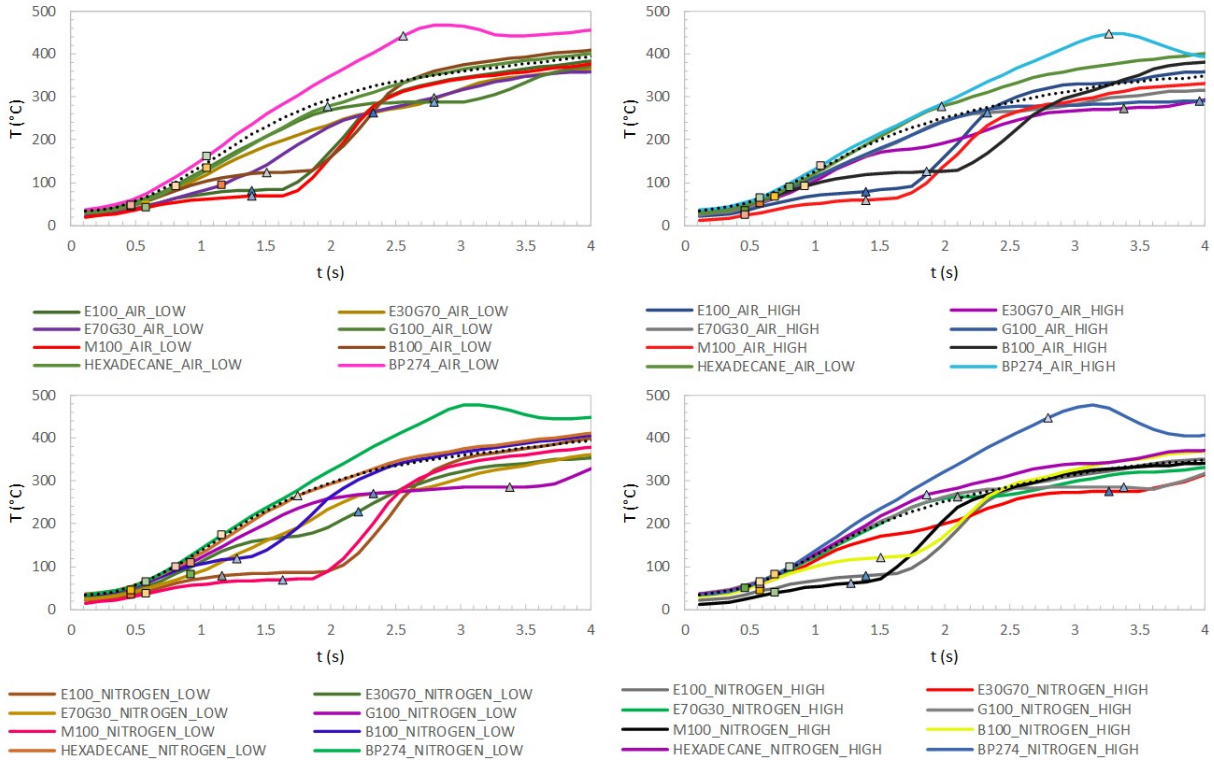 500
400
300
200
100
0
T (°C)
0 0.5 1 1.5 2 2.5 3 3.5 4
t (s)
E100_AIR_LOW E30G70_AIR_LOW
E70G30_AIR_LOW G100_AIR_LOW
M100_AIR_LOW B100_AIR_LOW
HEXADECANE_AIR_LOW BP274_AIR_LOW
500
400
300
200
100
0
T (°C)
0 0.5 1 1.5 2 2.5 3 3.5 4
t (s)
E100_AIR_HIGH E30G70_AIR_HIGH
E70G30_AIR_HIGH G100_AIR_HIGH
M100_AIR_HIGH B100_AIR_HIGH
HEXADECANE_AIR_LOW BP274_AIR_HIGH
500
400
300
200
100
0
T (°C)
0 0.5 1 1.5 2 2.5 3 3.5 4
t (s)
E100_NITROGEN_LOW E30G70_NITROGEN_LOW
E70G30_NITROGEN_LOW G100_NITROGEN_LOW
M100_NITROGEN_LOW B100_NITROGEN_LOW
HEXADECANE_NITROGEN_LOW BP274_NITROGEN_LOW
500
400
300
200
100
0
T (°C)
0 0.5 1 1.5 2 2.5 3 3.5 4
t (s)
E100_NITROGEN_HIGH E30G70_NITROGEN_HIGH
E70G30_NITROGEN_HIGH G100_NITROGEN_HIGH
M100_NITROGEN_HIGH B100_NITROGEN_HIGH
HEXADECANE_NITROGEN_HIGH BP274_NITROGEN_HIGH